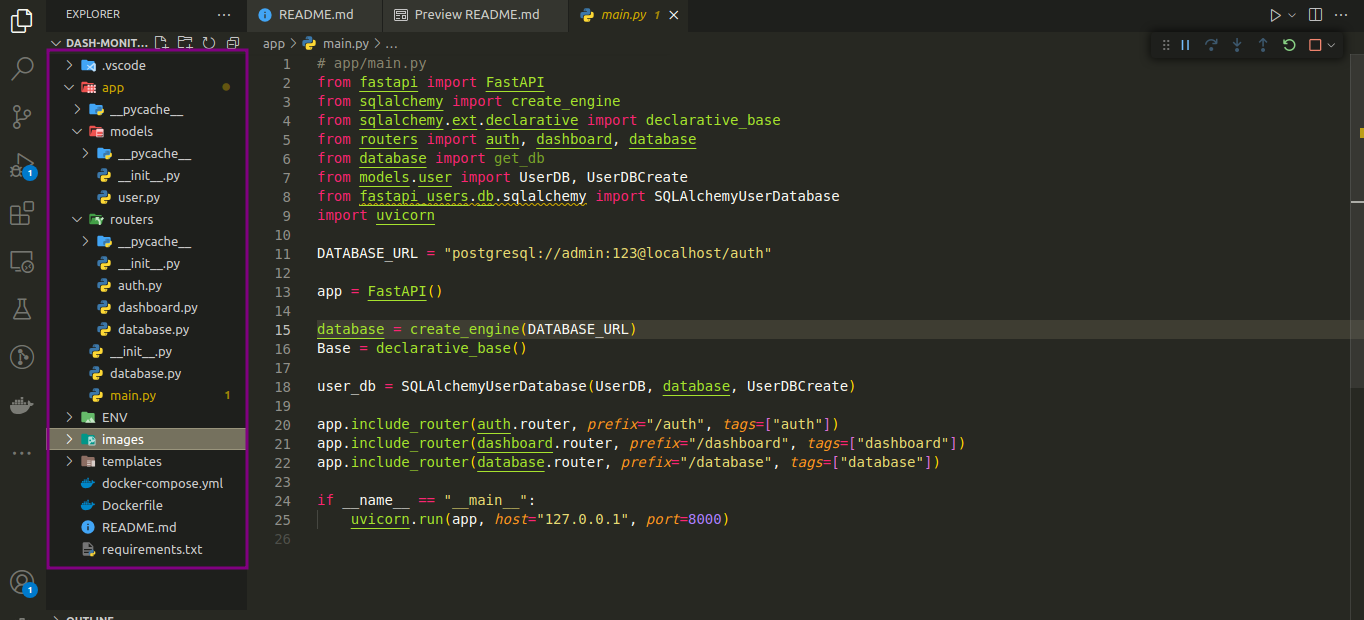 EXPLORER
README.md
Preview README.md
main.py 1
DASH-MONIT...
app > main.py > ...
.vscode
app
__pycache__
models
__pycache__
__init__.py
user.py
routers
__pycache__
__init__.py
auth.py
dashboard.py
database.py
__init__.py
database.py
main.py 1
ENV
images
templates
docker-compose.yml
Dockerfile
README.md
requirements.txt
1
1
1 # app/main.py
2 from fastapi import FastAPI
3 from sqlalchemy import create_engine
4 from sqlalchemy.ext.declarative import declarative_base
5 from routers import auth, dashboard, database
6 from database import get_db
7 from models.user import UserDB, UserDBCreate
8 from fastapi_users.db.sqlalchemy import SQLAlchemyUserDatabase
9 import uvicorn
10
11 DATABASE_URL = "postgresql://admin:123@localhost/auth"
12
13 app = FastAPI()
14
15 database = create_engine(DATABASE_URL)
16 Base = declarative_base()
17
18 user_db = SQLAlchemyUserDatabase(UserDB, database, UserDBCreate)
19
20 app.include_router(auth.router, prefix="/auth", tags=["auth"])
21 app.include_router(dashboard.router, prefix="/dashboard", tags=["dashboard"])
22 app.include_router(database.router, prefix="/database", tags=["database"])
23
24 if __name__ == "__main__":
25 uvicorn.run(app, host="127.0.0.1", port=8000)
26
OUTLINE